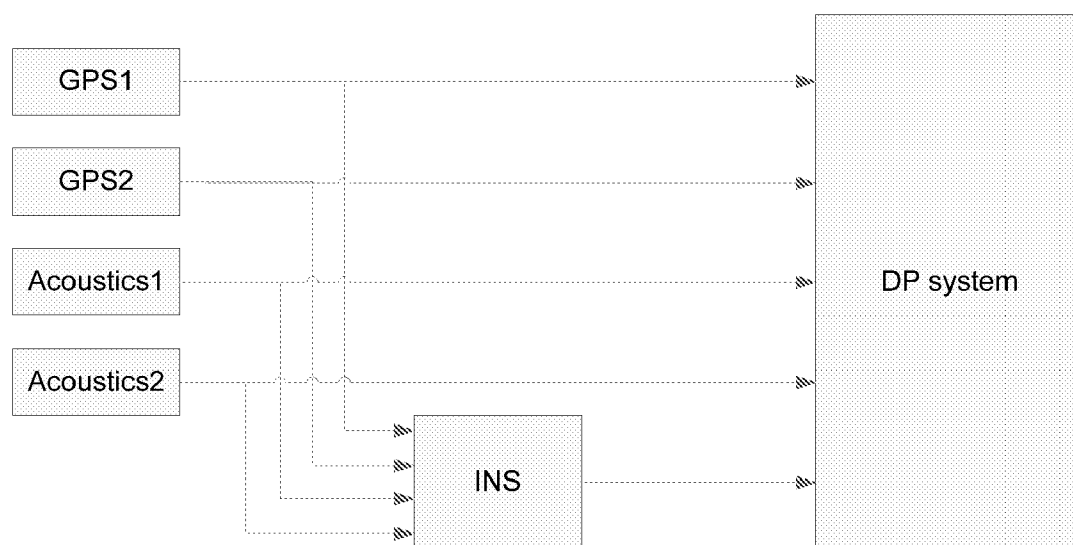 GPS1
GPS2
Acoustics1
Acoustics2
INS
DP system